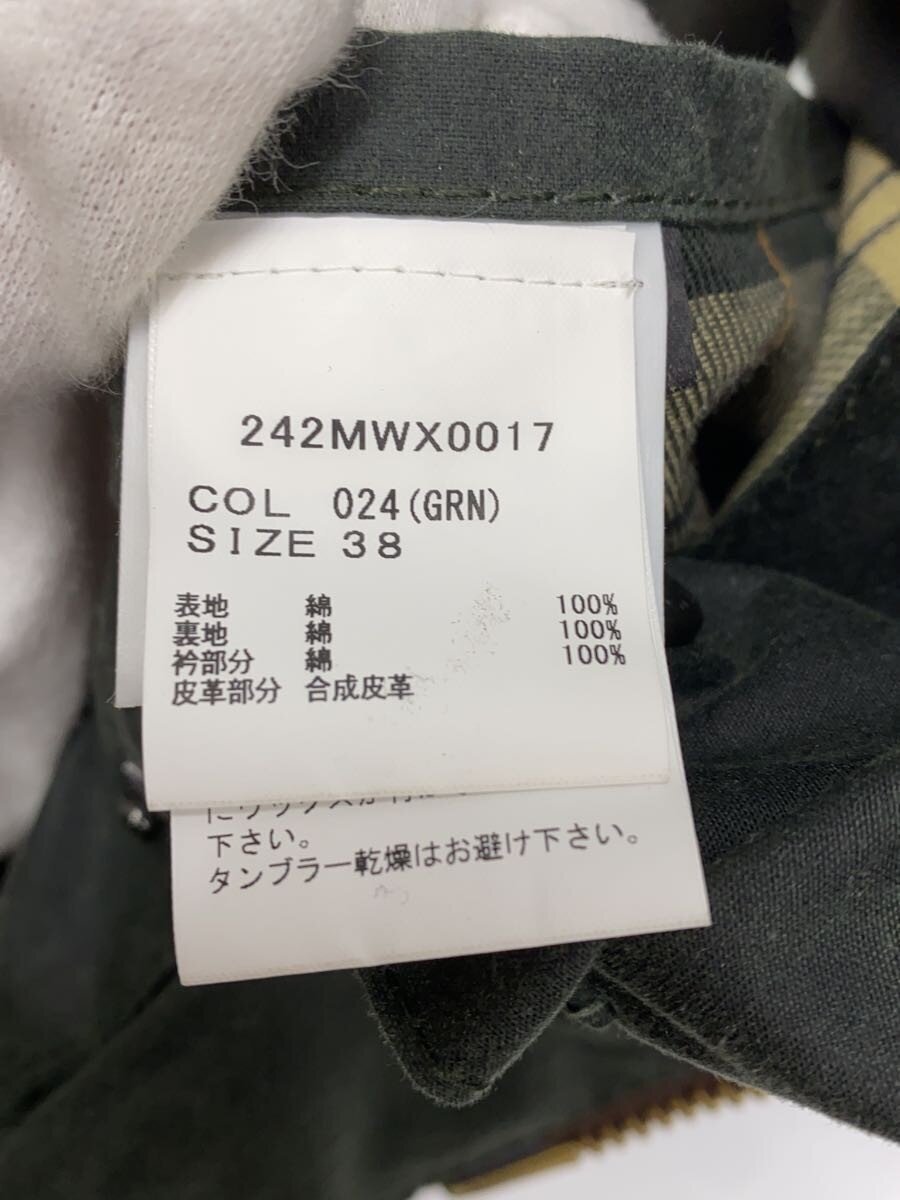 242MWX0017
COL 024(GRN)
SIZE 38
表地 綿 100%
裏地 綿 100%
衿部分 綿 100%
皮革部分 合成皮革
下さい。
タンブラー乾燥はお避け下さい。